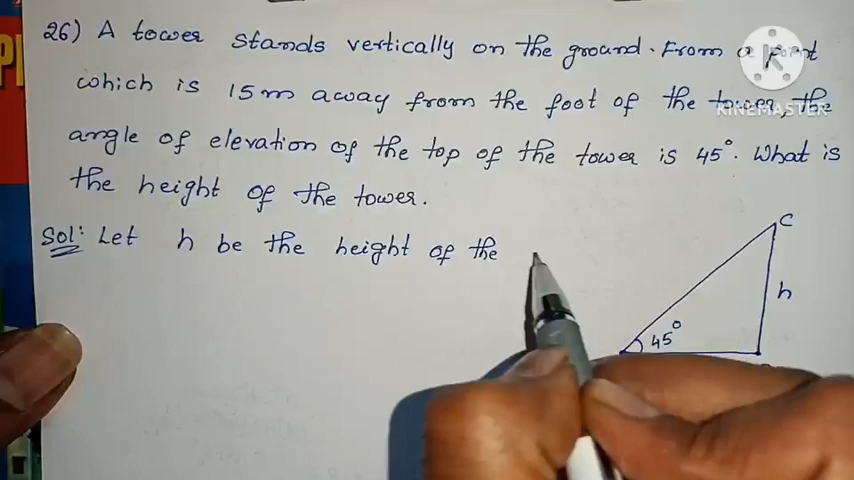 26) A tower stands vertically on the ground. From a point
which is 15m away from the foot of the tower, the
angle of elevation of the top of the tower is 45°. What is
the height of the tower.
Sol: Let h be the height of the
C
h
45°
KINEMASTER